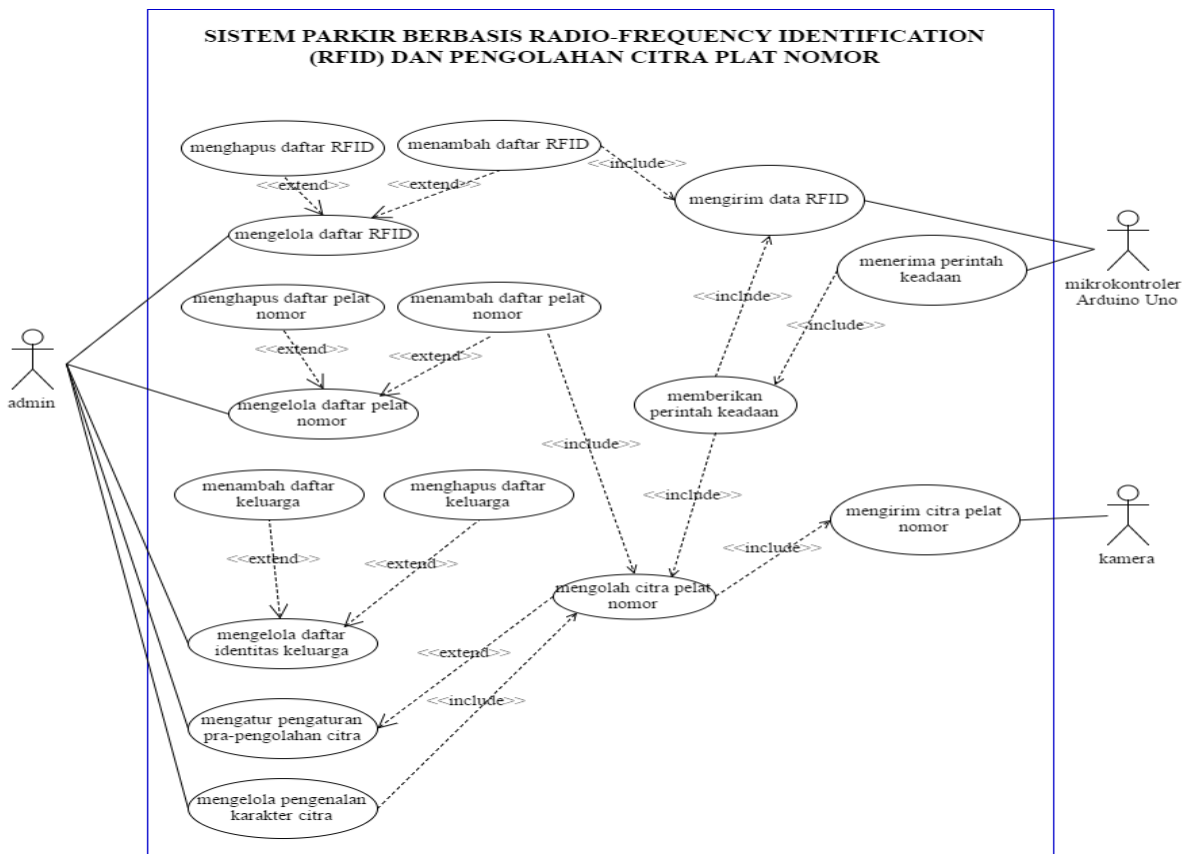 SISTEM PARKIR BERBASIS RADIO-FREQUENCY IDENTIFICATION
(RFID) DAN PENGOLAHAN CITRA PLAT NOMOR
menghapus daftar RFID
menambah daftar RFID
<<include>>
<<extend>>
<<extend>>
mengirim data RFID
mengelola daftar RFID
menerima perintah
keadaan
mikrokontroler
Arduino Uno
menghapus daftar pelat
nomor
menambah daftar pelat
nomor
<<include>>
<<include>>
<<extend>>
<<extend>>
admin
mengelola daftar pelat
nomor
memberikan
perintah keadaan
<<include>>
menambah daftar
keluarga
menghapus daftar
keluarga
<<include>>
mengirim citra pelat
nomor
kamera
<<extend>>
<<extend>>
<<include>>
mengolah citra pelat
nomor
mengelola daftar
identitas keluarga
<<extend>>
<<include>>
mengatur pengaturan
pra-pengolahan citra
mengelola pengenalan
karakter citra